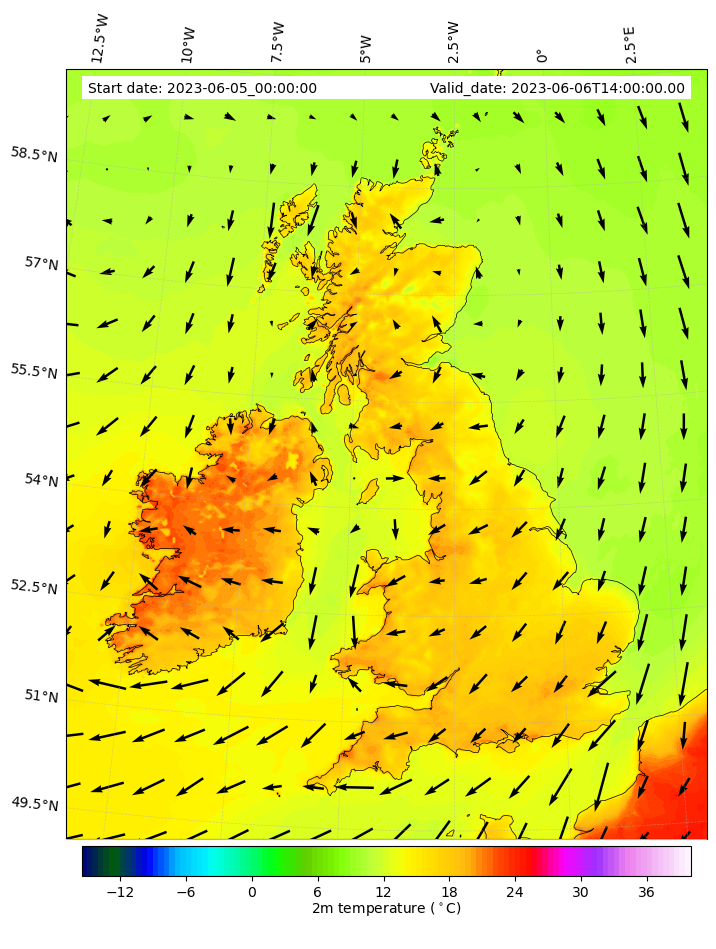 12.5°W 10°W 7.5°W 5°W 2.5°W 0° 2.5°E
Start date: 2023-06-05_00:00:00 Valid_date: 2023-06-06T14:00:00.00
58.5°N
57°N
55.5°N
54°N
52.5°N
51°N
49.5°N
−12 −6 0 6 12 18 24 30 36
2m temperature (°C)